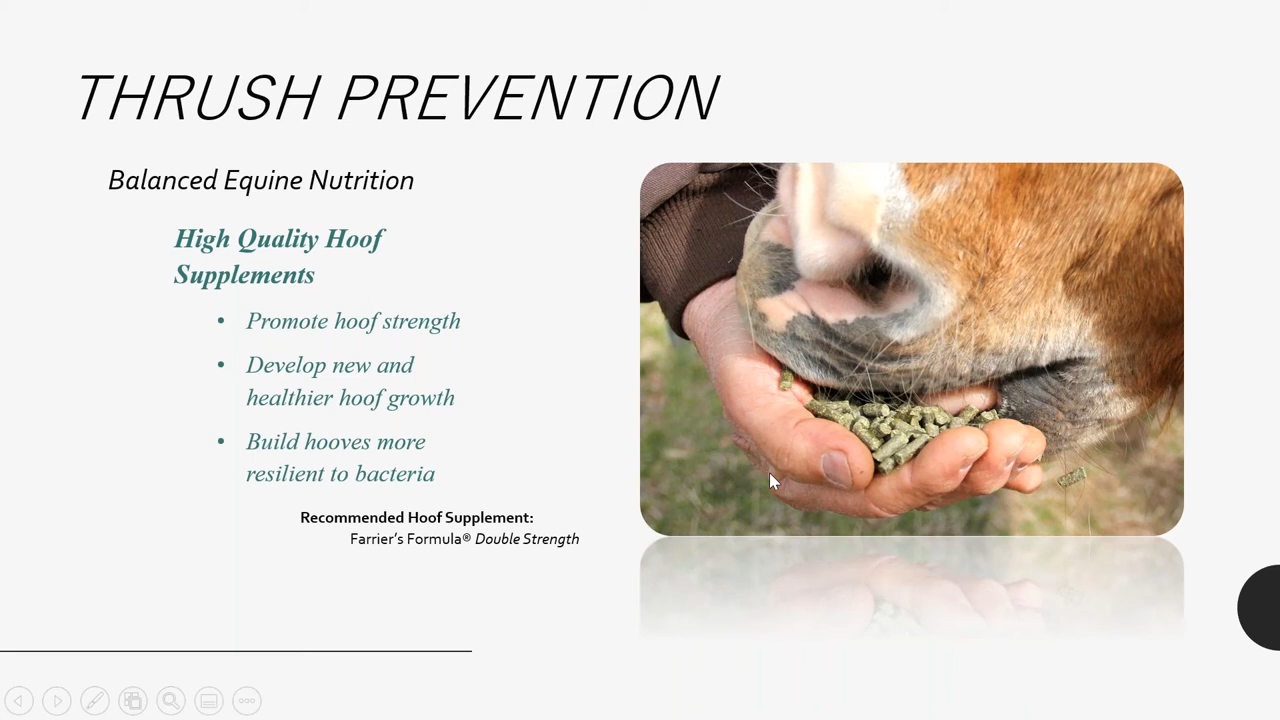 THRUSH PREVENTION
Balanced Equine Nutrition
High Quality Hoof
Supplements
• Promote hoof strength
• Develop new and
healthier hoof growth
• Build hooves more
resilient to bacteria
Recommended Hoof Supplement:
Farrier's Formula® Double Strength